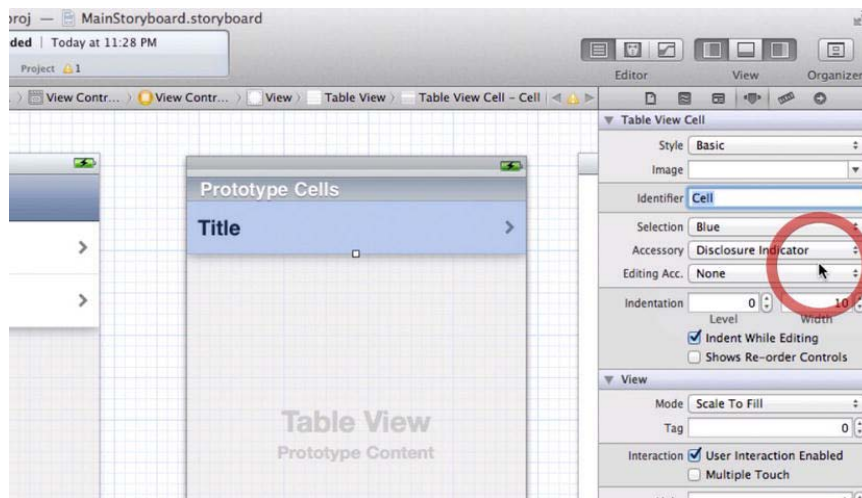 proj — MainStoryboard.storyboard
ded | Today at 11:28 PM
Project 1
Editor View Organizer
View Contr... View Contr... View Table View Table View Cell – Cell
Table View Cell
Style Basic
Image
Identifier Cell
Selection Blue
Accessory Disclosure Indicator
Editing Acc. None
Indentation 0 10
Level Width
Indent While Editing
Shows Re-order Controls
View
Mode Scale To Fill
Tag 0
Interaction User Interaction Enabled
Multiple Touch
Prototype Cells
Title
Table View
Prototype Content